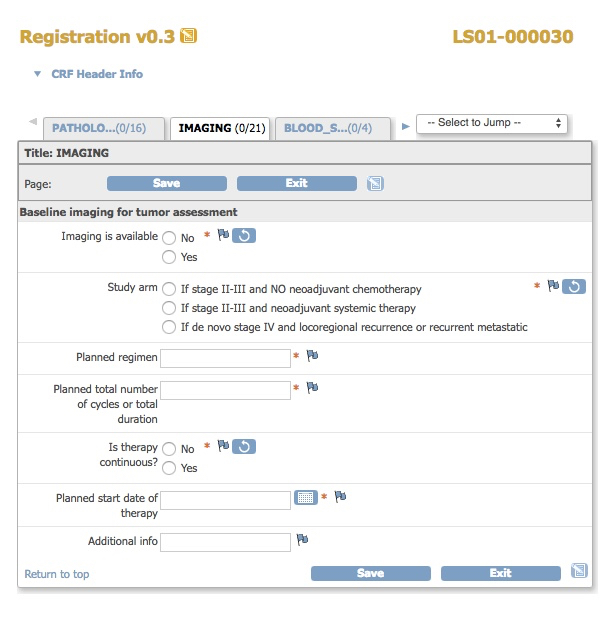 Registration v0.3
LS01-000030
CRF Header Info
PATHOLO...(0/16)
IMAGING (0/21)
BLOOD_S...(0/4)
-- Select to Jump --
Title: IMAGING
Page:
Save
Exit
Baseline imaging for tumor assessment
Imaging is available
No *
Yes
Study arm
If stage II-III and NO neoadjuvant chemotherapy *
If stage II-III and neoadjuvant systemic therapy
If de novo stage IV and locoregional recurrence or recurrent metastatic
Planned regimen *
Planned total number *
of cycles or total
duration
Is therapy
continuous?
No *
Yes
Planned start date of *
therapy
Additional info
Return to top
Save
Exit